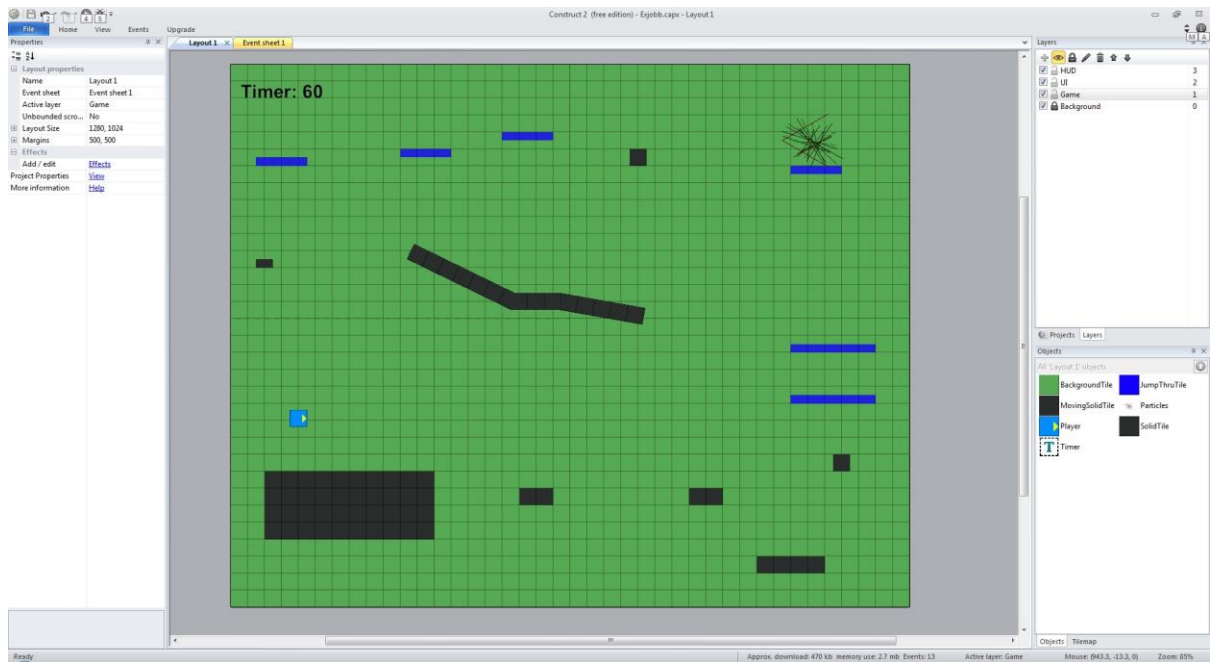 Construct 2 (free edition) - Exjobb.capx - Layout 1
2 4 5
File Home View Events Upgrade
M A
Properties
Layout properties
Name Layout 1
Event sheet Event sheet 1
Active layer Game
Unbounded scro... No
Layout Size 1280, 1024
Margins 500, 500
Effects
Add / edit Effects
Project Properties View
More information Help
Layout 1 Event sheet 1
Timer: 60
Layers
HUD 3
UI 2
Game 1
Background 0
Projects Layers
Objects
All 'Layout 1' objects
BackgroundTile JumpThruTile
MovingSolidTile Particles
Player SolidTile
T Timer
Objects Tilemap
Ready Approx. download: 470 kb memory use: 2.7 mb Events: 13 Active layer: Game Mouse: (943.3, -13.3, 0) Zoom: 85%